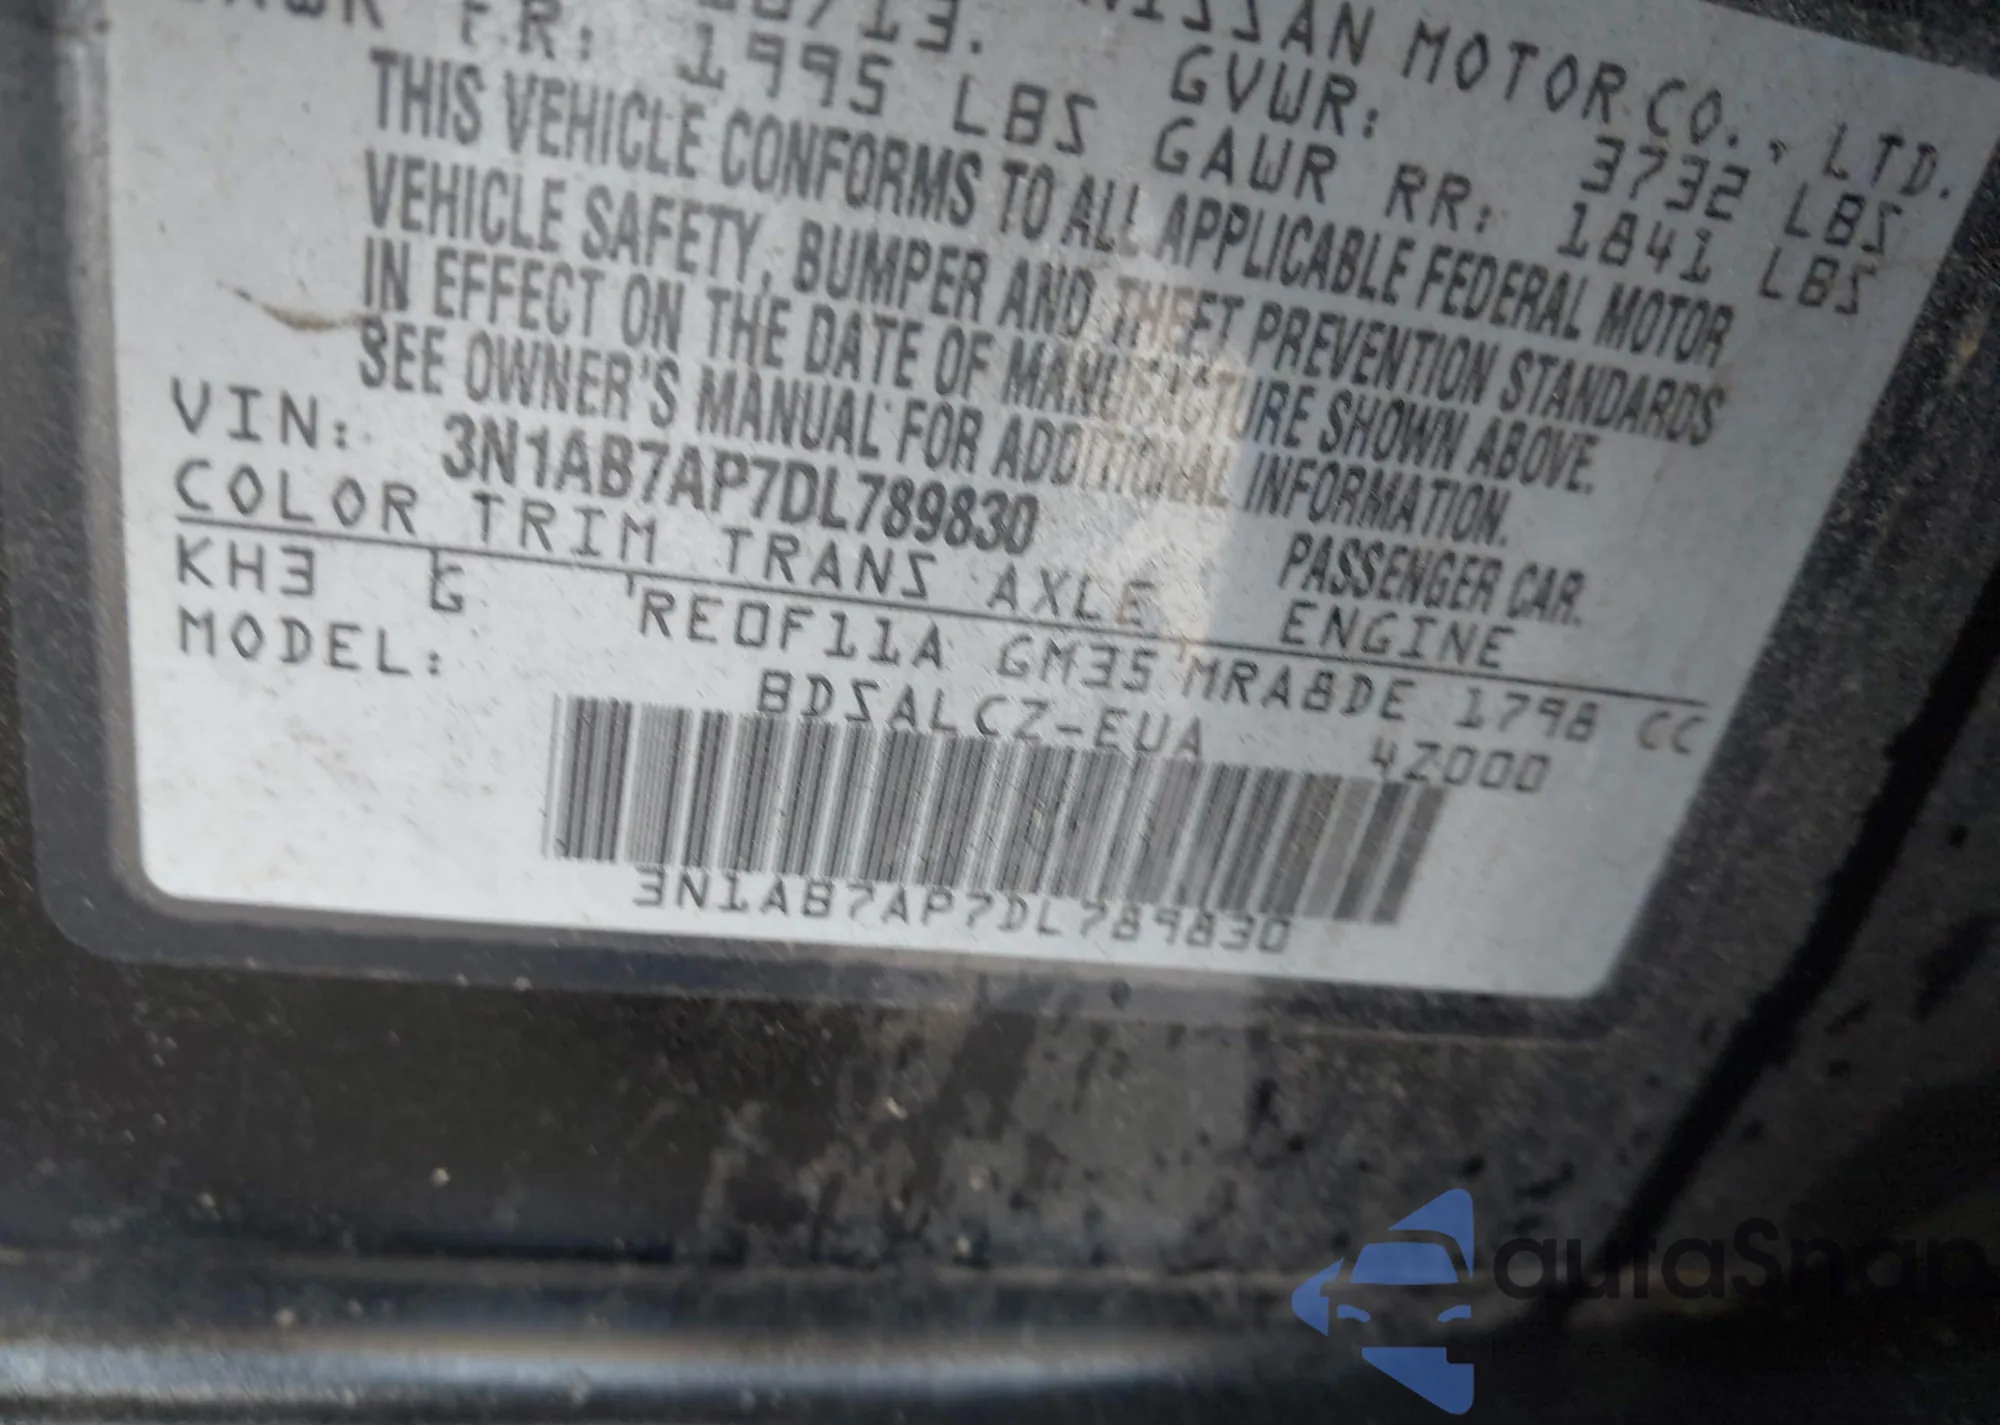 NISSAN MOTOR CO., LTD.
/13. GVWR: 3732 LBS
FR: 1995 LBS GAWR RR: 1841 LBS
THIS VEHICLE CONFORMS TO ALL APPLICABLE FEDERAL MOTOR
VEHICLE SAFETY, BUMPER AND THEFT PREVENTION STANDARDS
IN EFFECT ON THE DATE OF MANUFACTURE SHOWN ABOVE.
SEE OWNER'S MANUAL FOR ADDITIONAL INFORMATION.
VIN: 3N1AB7AP7DL789830 PASSENGER CAR.
COLOR TRIM TRANS AXLE ENGINE
KH3 G RE0F11A GM35 MRA8DE 1798 CC
MODEL: BDSALCZ-EUA 4Z000
3N1AB7AP7DL789830
autaSnap